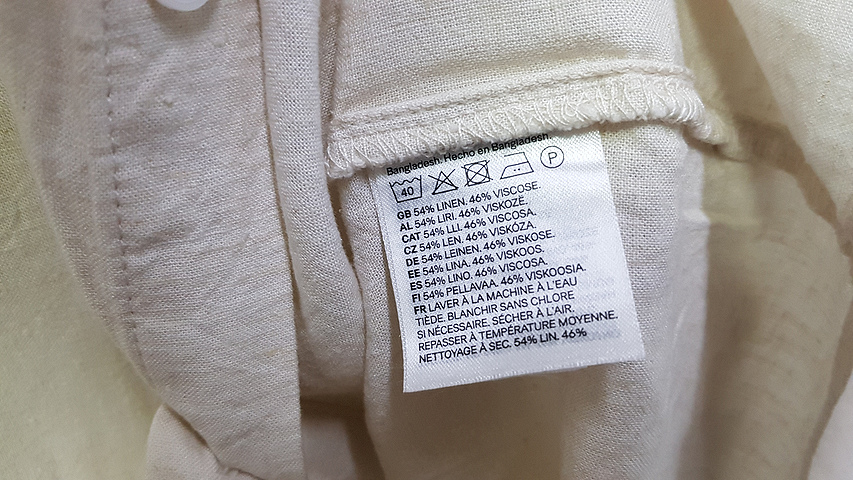 Bangladesh. Hecho en Bangladesh.
40 P
GB 54% LINEN. 46% VISCOSE.
AL 54% LIRI. 46% VISKOZË.
CAT 54% LLI. 46% VISCOSA.
CZ 54% LEN. 46% VISKÓZA.
DE 54% LEINEN. 46% VISKOSE.
EE 54% LINA. 46% VISKOOS.
ES 54% LINO. 46% VISCOSA.
FI 54% PELLAVAA. 46% VISKOOSIA.
FR LAVER À LA MACHINE À L'EAU
TIÈDE. BLANCHIR SANS CHLORE
SI NÉCESSAIRE. SÉCHER À L'AIR.
REPASSER À TEMPÉRATURE MOYENNE.
NETTOYAGE À SEC. 54% LIN. 46%